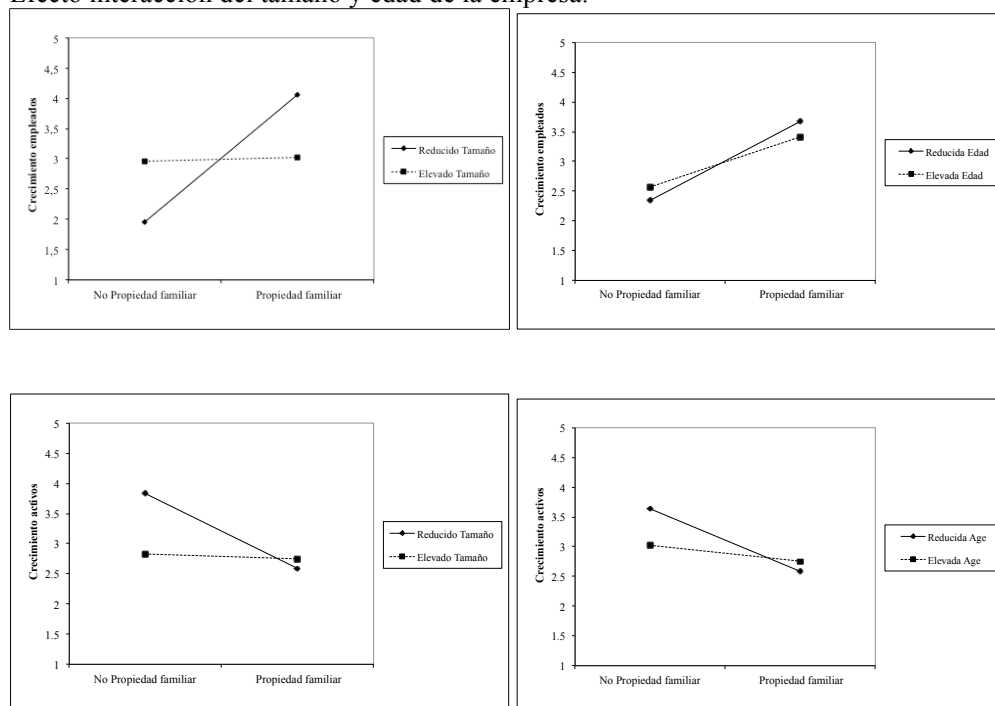 Efecto interacción del tamaño y edad de la empresa.
5
4,5
4
3,5
3
2,5
2
1,5
1
Crecimiento empleados
No Propiedad familiar
Propiedad familiar
Reducido Tamaño
Elevado Tamaño
5
4.5
4
3.5
3
2.5
2
1.5
1
Crecimiento empleados
No Propiedad familiar
Propiedad familiar
Reducida Edad
Elevada Edad
5
4.5
4
3.5
3
2.5
2
1.5
1
Crecimiento activos
No Propiedad familiar
Propiedad familiar
Reducido Tamaño
Elevado Tamaño
5
4.5
4
3.5
3
2.5
2
1.5
1
Crecimiento activos
No Propiedad familiar
Propiedad familiar
Reducida Age
Elevada Age